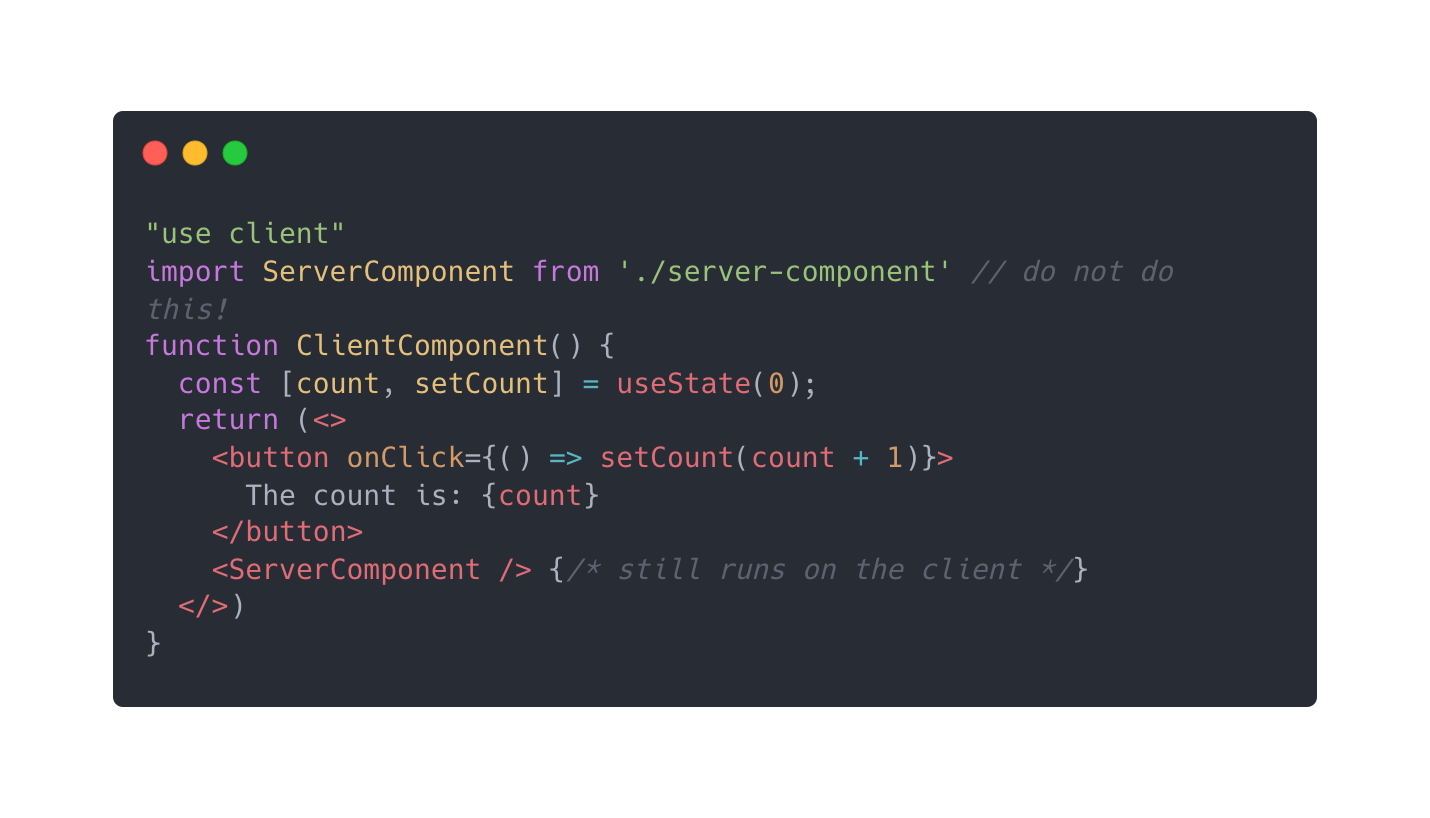 "use client"
import ServerComponent from './server-component' // do not do
this!
function ClientComponent() {
  const [count, setCount] = useState(0);
  return (<>
    <button onClick={() => setCount(count + 1)}>
      The count is: {count}
    </button>
    <ServerComponent /> {/* still runs on the client */}
  </>)
}